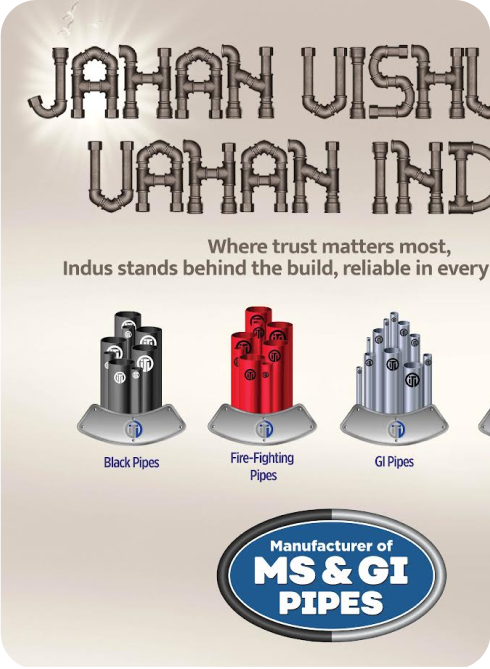 JAHAN VISHU
VAHAN IND
Where trust matters most,
Indus stands behind the build, reliable in every
Black Pipes
Fire-Fighting
Pipes
GI Pipes
Manufacturer of
MS & GI
PIPES